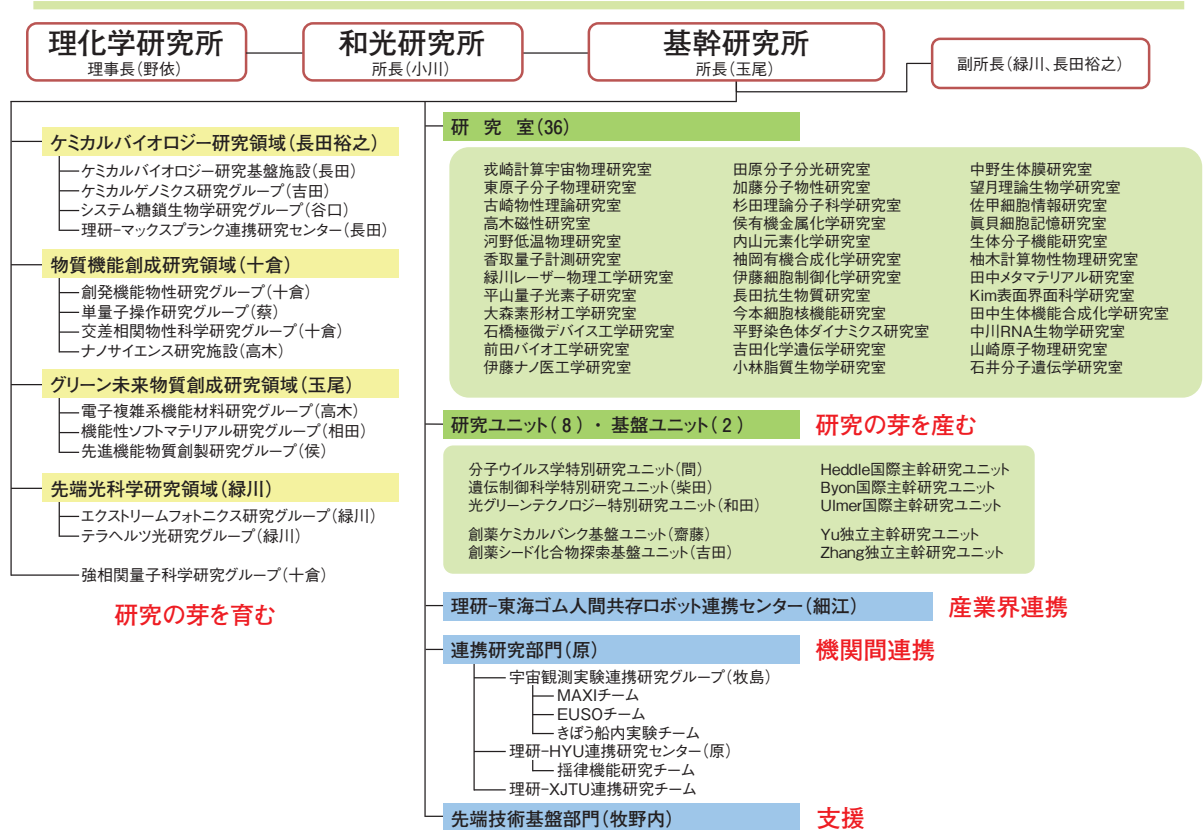 理化学研究所
理事長(野依)
和光研究所
所長(小川)
基幹研究所
所長(玉尾)
副所長(緑川、長田裕之)
ケミカルバイオロジー研究領域(長田裕之)
ケミカルバイオロジー研究基盤施設(長田)
ケミカルゲノミクス研究グループ(吉田)
システム糖鎖生物学研究グループ(谷口)
理研-マックスプランク連携研究センター(長田)
物質機能創成研究領域(十倉)
創発機能物性研究グループ(十倉)
単量子操作研究グループ(蔡)
交差相関物性科学研究グループ(十倉)
ナノサイエンス研究施設(高木)
グリーン未来物質創成研究領域(玉尾)
電子複雑系機能材料研究グループ(高木)
機能性ソフトマテリアル研究グループ(相田)
先進機能物質創製研究グループ(侯)
先端光科学研究領域(緑川)
エクストリームフォトニクス研究グループ(緑川)
テラヘルツ光研究グループ(緑川)
強相関量子科学研究グループ(十倉)
研究の芽を育む
研 究 室(36)
戎崎計算宇宙物理研究室
東原子分子物理研究室
古崎物性理論研究室
高木磁性研究室
河野低温物理研究室
香取量子計測研究室
緑川レーザー物理工学研究室
平山量子光素子研究室
大森素形材工学研究室
石橋極微デバイス工学研究室
前田バイオ工学研究室
伊藤ナノ医工学研究室
田原分子分光研究室
加藤分子物性研究室
杉田理論分子科学研究室
侯有機金属化学研究室
内山元素化学研究室
袖岡有機合成化学研究室
伊藤細胞制御化学研究室
長田抗生物質研究室
今本細胞核機能研究室
平野染色体ダイナミクス研究室
吉田化学遺伝学研究室
小林脂質生物学研究室
中野生体膜研究室
望月理論生物学研究室
佐甲細胞情報研究室
眞貝細胞記憶研究室
生体分子機能研究室
柚木計算物性物理研究室
田中メタマテリアル研究室
Kim表面界面科学研究室
田中生体機能合成化学研究室
中川RNA生物学研究室
山崎原子物理研究室
石井分子遺伝学研究室
研究ユニット(8)・基盤ユニット(2)
研究の芽を産む
分子ウイルス学特別研究ユニット(間)
遺伝制御科学特別研究ユニット(柴田)
光グリーンテクノロジー特別研究ユニット(和田)
創薬ケミカルバンク基盤ユニット(齋藤)
創薬シード化合物探索基盤ユニット(吉田)
Heddle国際主幹研究ユニット
Byon国際主幹研究ユニット
Ulmer国際主幹研究ユニット
Yu独立主幹研究ユニット
Zhang独立主幹研究ユニット
理研-東海ゴム人間共存ロボット連携センター(細江)
産業界連携
連携研究部門(原)
機関間連携
宇宙観測実験連携研究グループ(牧島)
MAXIチーム
EUSOチーム
きぼう船内実験チーム
理研-HYU連携研究センター(原)
揺律機能研究チーム
理研-XJTU連携研究チーム
先端技術基盤部門(牧野内)
支援